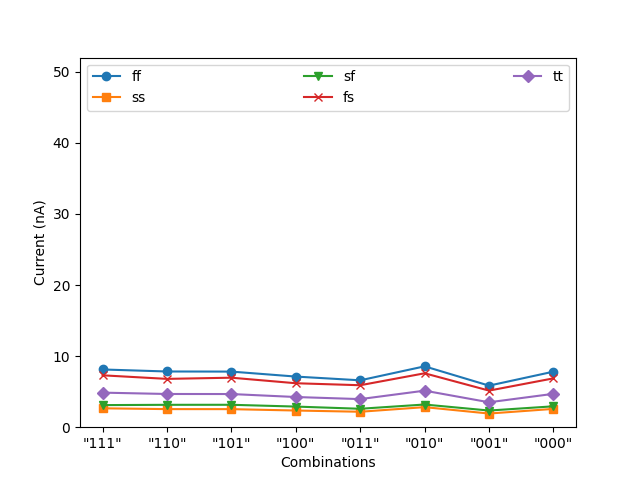 50
40
30
20
10
0
Current (nA)
ff
ss
sf
fs
tt
"111" "110" "101" "100" "011" "010" "001" "000"
Combinations